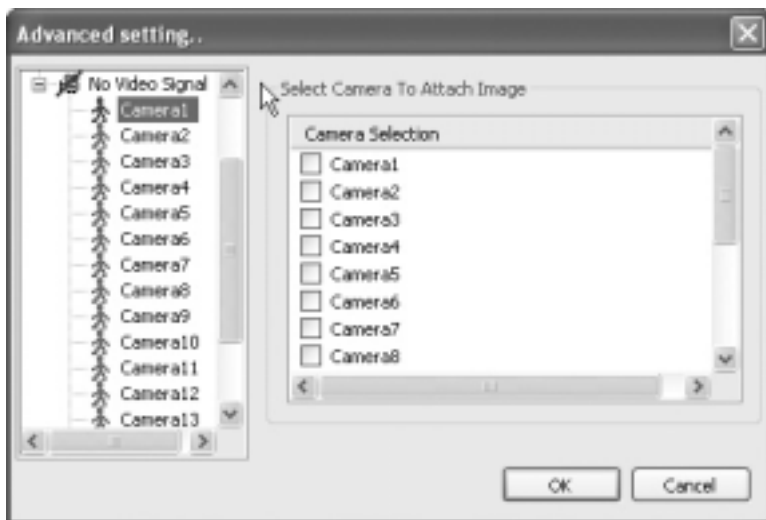 Advanced setting..
No Video Signal
Camera1
Camera2
Camera3
Camera4
Camera5
Camera6
Camera7
Camera8
Camera9
Camera10
Camera11
Camera12
Camera13
Select Camera To Attach Image
Camera Selection
Camera1
Camera2
Camera3
Camera4
Camera5
Camera6
Camera7
Camera8
OK
Cancel